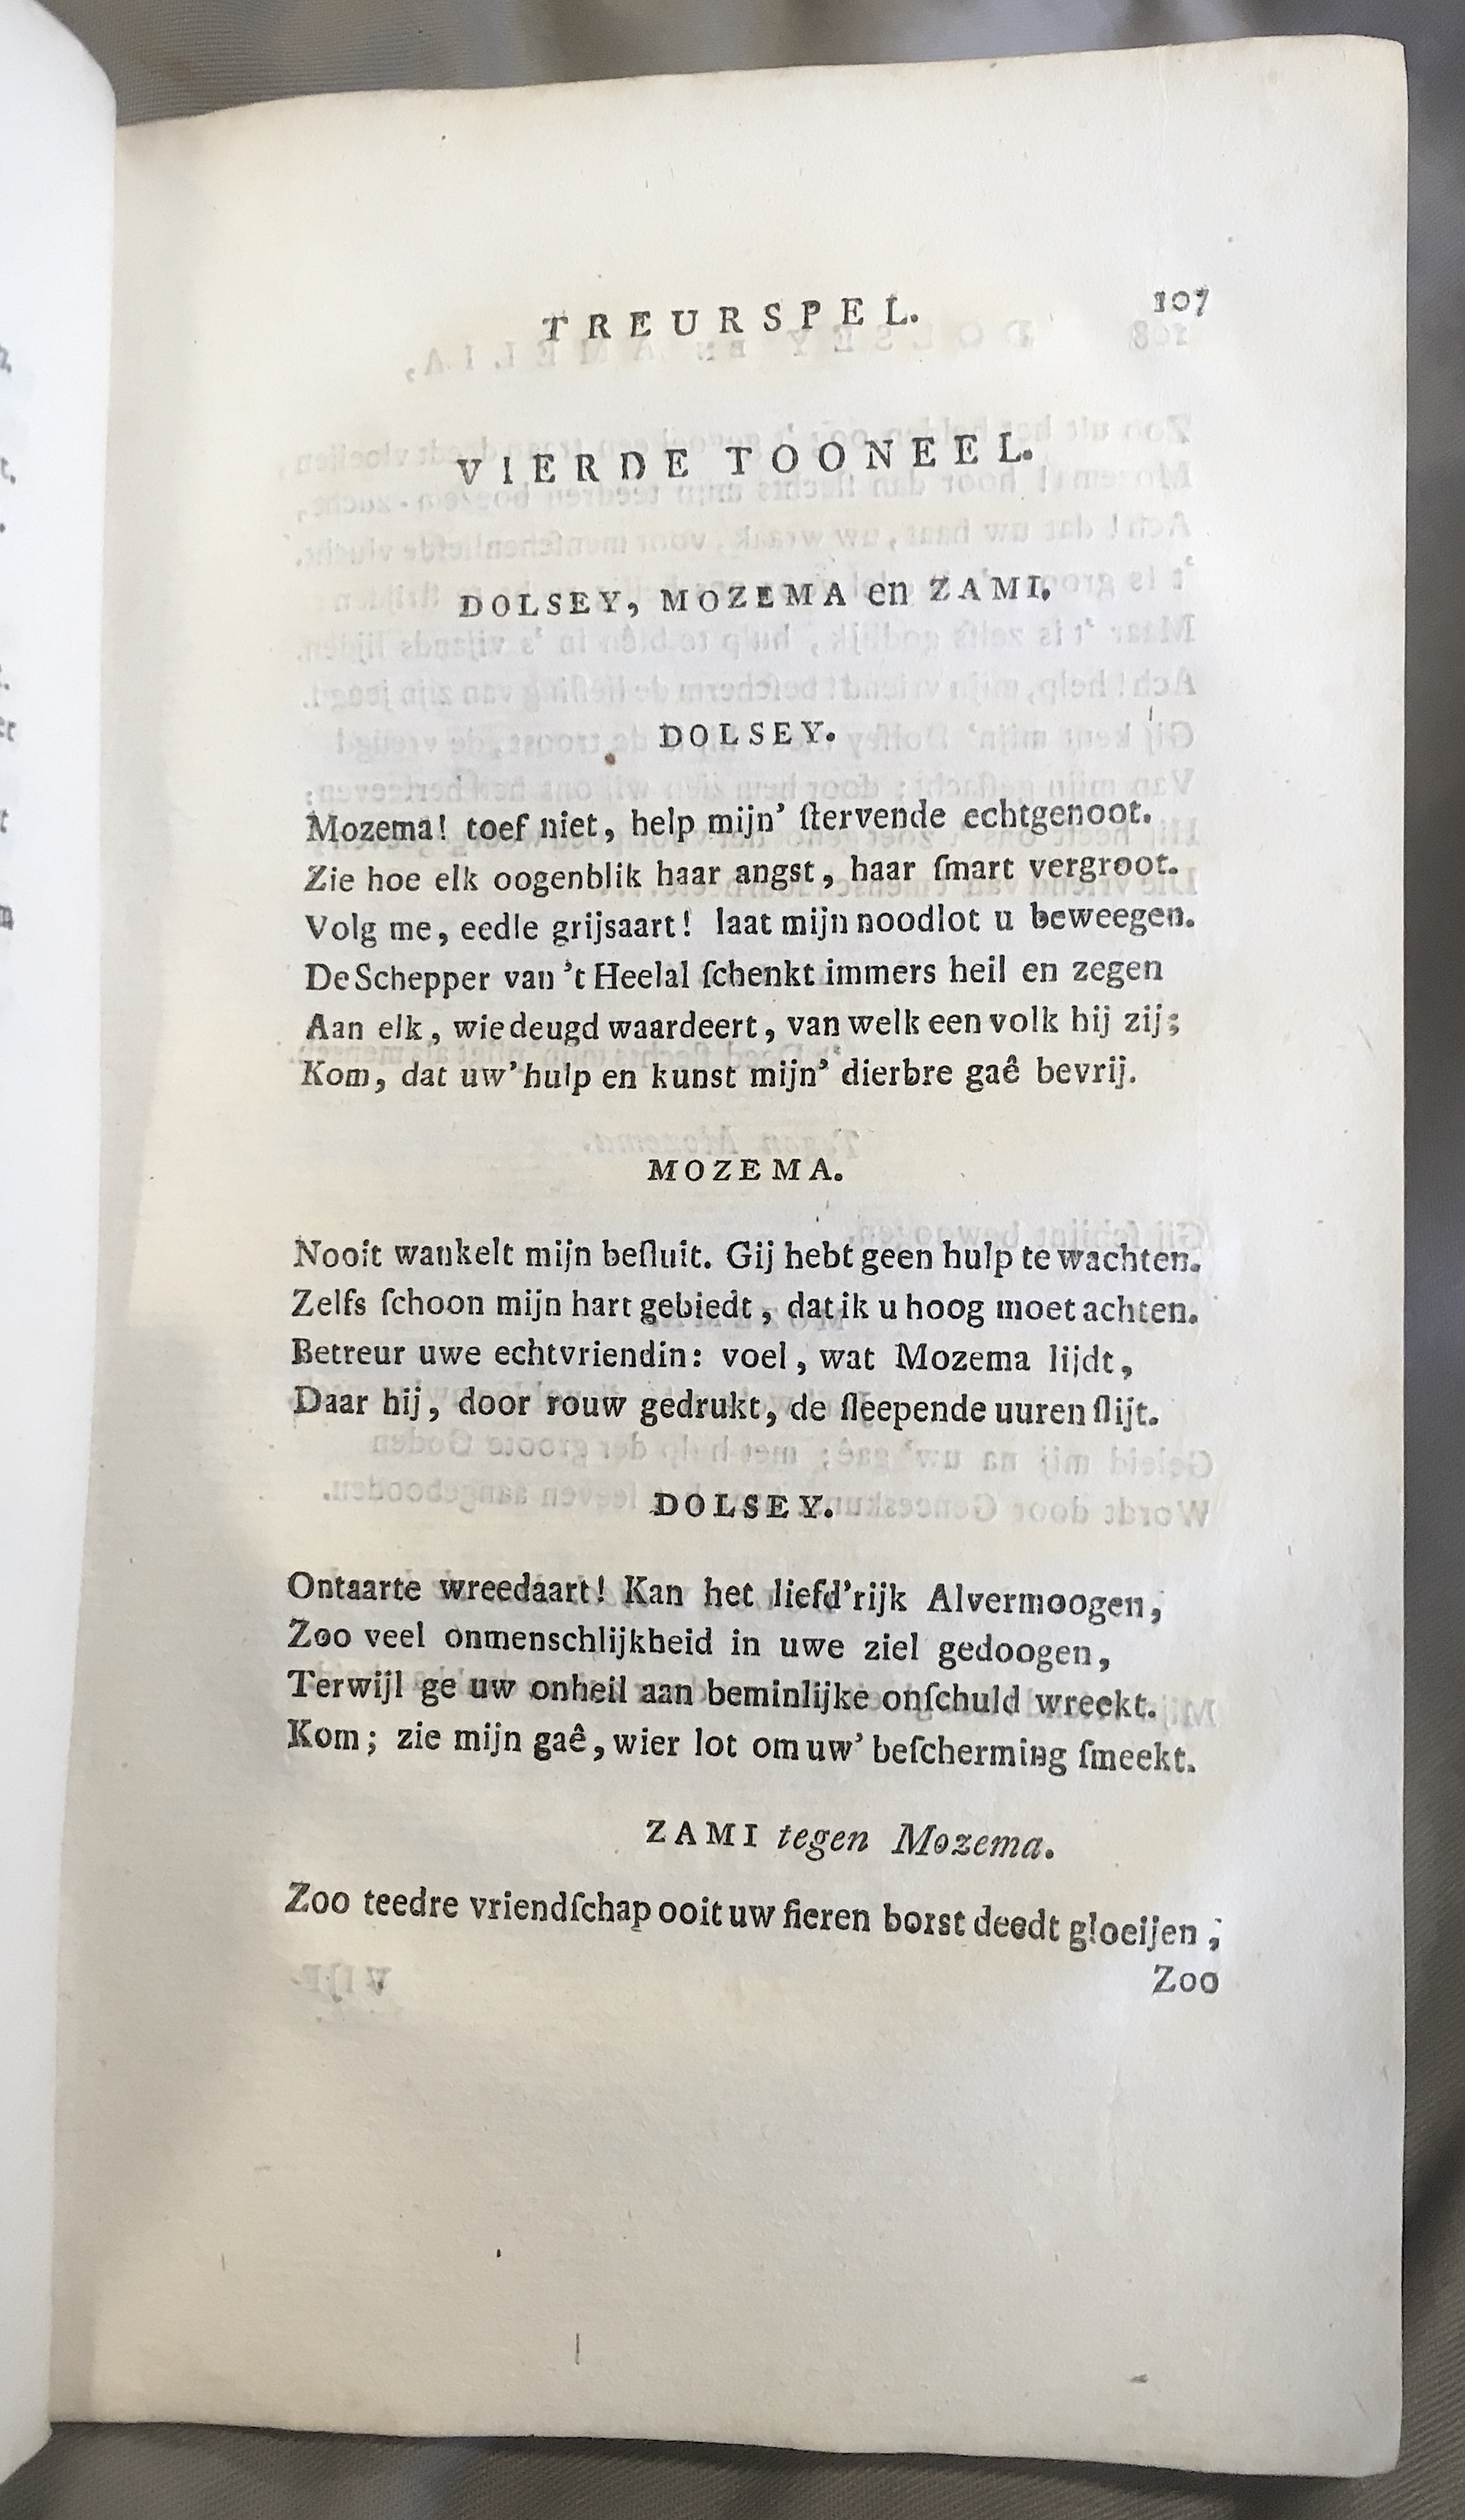 TREURSPEL. 107
VIERDE TOONEEL.
DOLSEY, MOZEMA en ZAMI.
DOLSEY.
Mozema! toef niet, help mijn’ ſtervende echtgenoot.
Zie hoe elk oogenblik haar angst, haar ſmart vergroot.
Volg me, eedle grijsaart! laat mijn noodlot u beweegen.
De Schepper van ’t Heelal ſchenkt immers heil en zegen
Aan elk, wie deugd waardeert, van welk een volk hij zij;
Kom, dat uw’ hulp en kunst mijn’ dierbre gaê bevrij.
MOZEMA.
Nooit wankelt mijn beſluit. Gij hebt geen hulp te wachten.
Zelfs ſchoon mijn hart gebiedt, dat ik u hoog moet achten.
Betreur uwe echtvriendin: voel, wat Mozema lijdt,
Daar hij, door rouw gedrukt, de ſleepende uuren ſlijt.
DOLSEY.
Ontaarte wreedaart! Kan het liefd’rijk Alvermoogen,
Zoo veel onmenschlijkheid in uwe ziel gedoogen,
Terwijl ge uw onheil aan beminlijke onſchuld wreekt.
Kom; zie mijn gaê, wier lot om uw’ beſcherming ſmeekt.
ZAMI tegen Mozema.
Zoo teedre vriendſchap ooit uw fieren borst deedt gloeijen,
Zoo